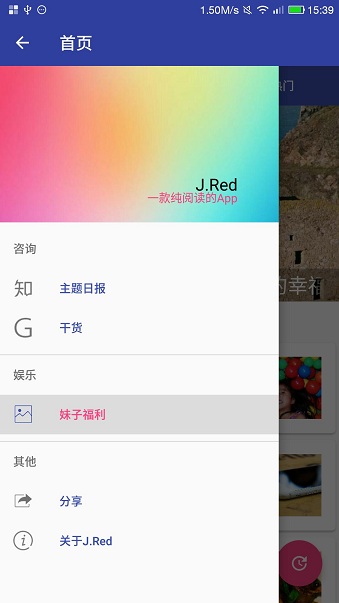 1.50M/s 15:39
首页
热门
J.Red
一款纯阅读的App
咨询
知 主题日报
的幸福
G 干货
娱乐
妹子福利
其他
分享
关于J.Red